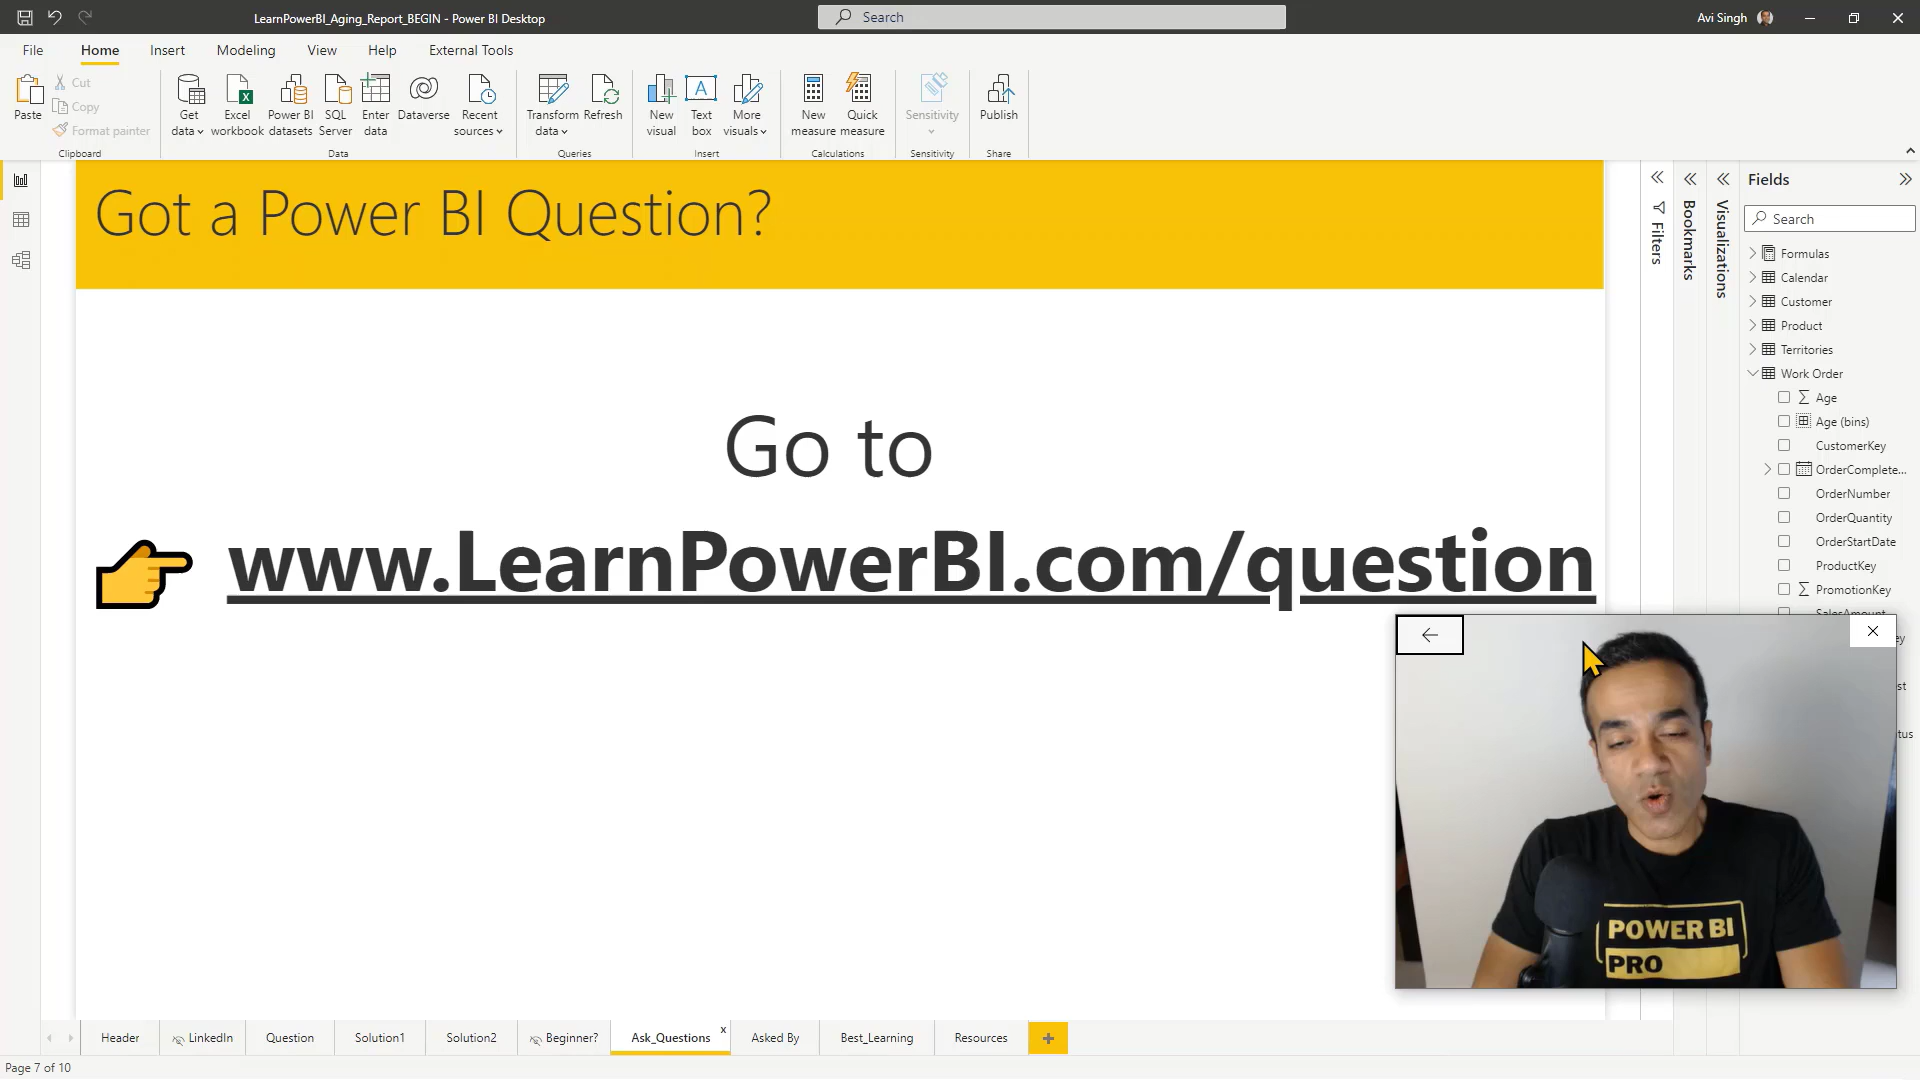 LearnPowerBI_Aging_Report_BEGIN - Power BI Desktop
Search
Avi Singh
File Home Insert Modeling View Help External Tools
Paste
Cut
Copy
Format painter
Clipboard
Get data
Excel workbook
Power BI datasets
SQL Server
Enter data
Dataverse
Recent sources
Data
Transform data
Refresh
Queries
New visual
Text box
More visuals
Insert
New measure
Quick measure
Calculations
Sensitivity
Sensitivity
Publish
Share
Got a Power BI Question?
Go to
www.LearnPowerBI.com/question
Filters
Bookmarks
Visualizations
Fields
Search
Formulas
Calendar
Customer
Product
Territories
Work Order
Age
Age (bins)
CustomerKey
OrderComplete...
OrderNumber
OrderQuantity
OrderStartDate
ProductKey
PromotionKey
SalesAmount
POWER BI
PRO
Header LinkedIn Question Solution1 Solution2 Beginner? Ask_Questions x Asked By Best_Learning Resources +
Page 7 of 10